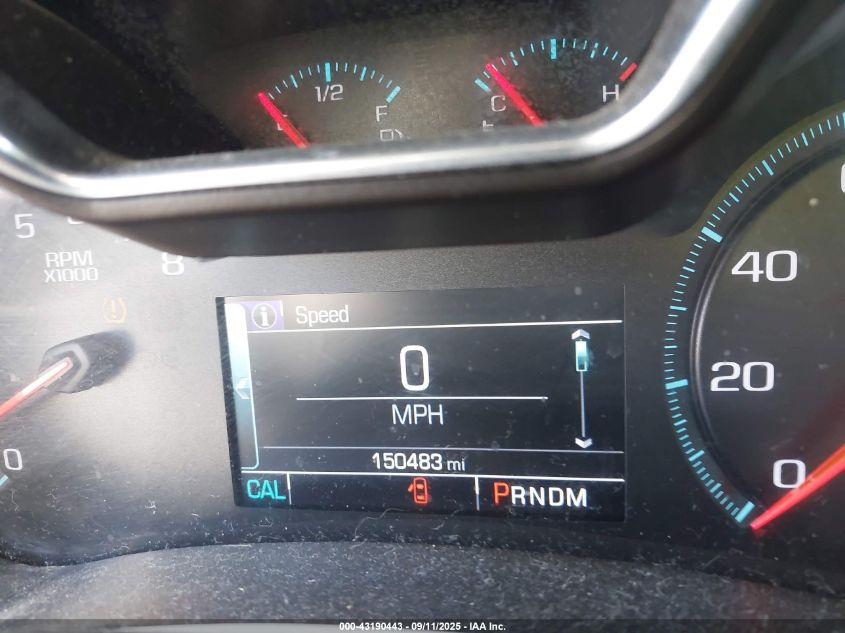 1/2
F
C
H
5
RPM
X1000
8
0
Speed
0
MPH
150483 mi
CAL
PRNDM
40
20
0
000-43190443 - 09/11/2025 - IAA Inc.